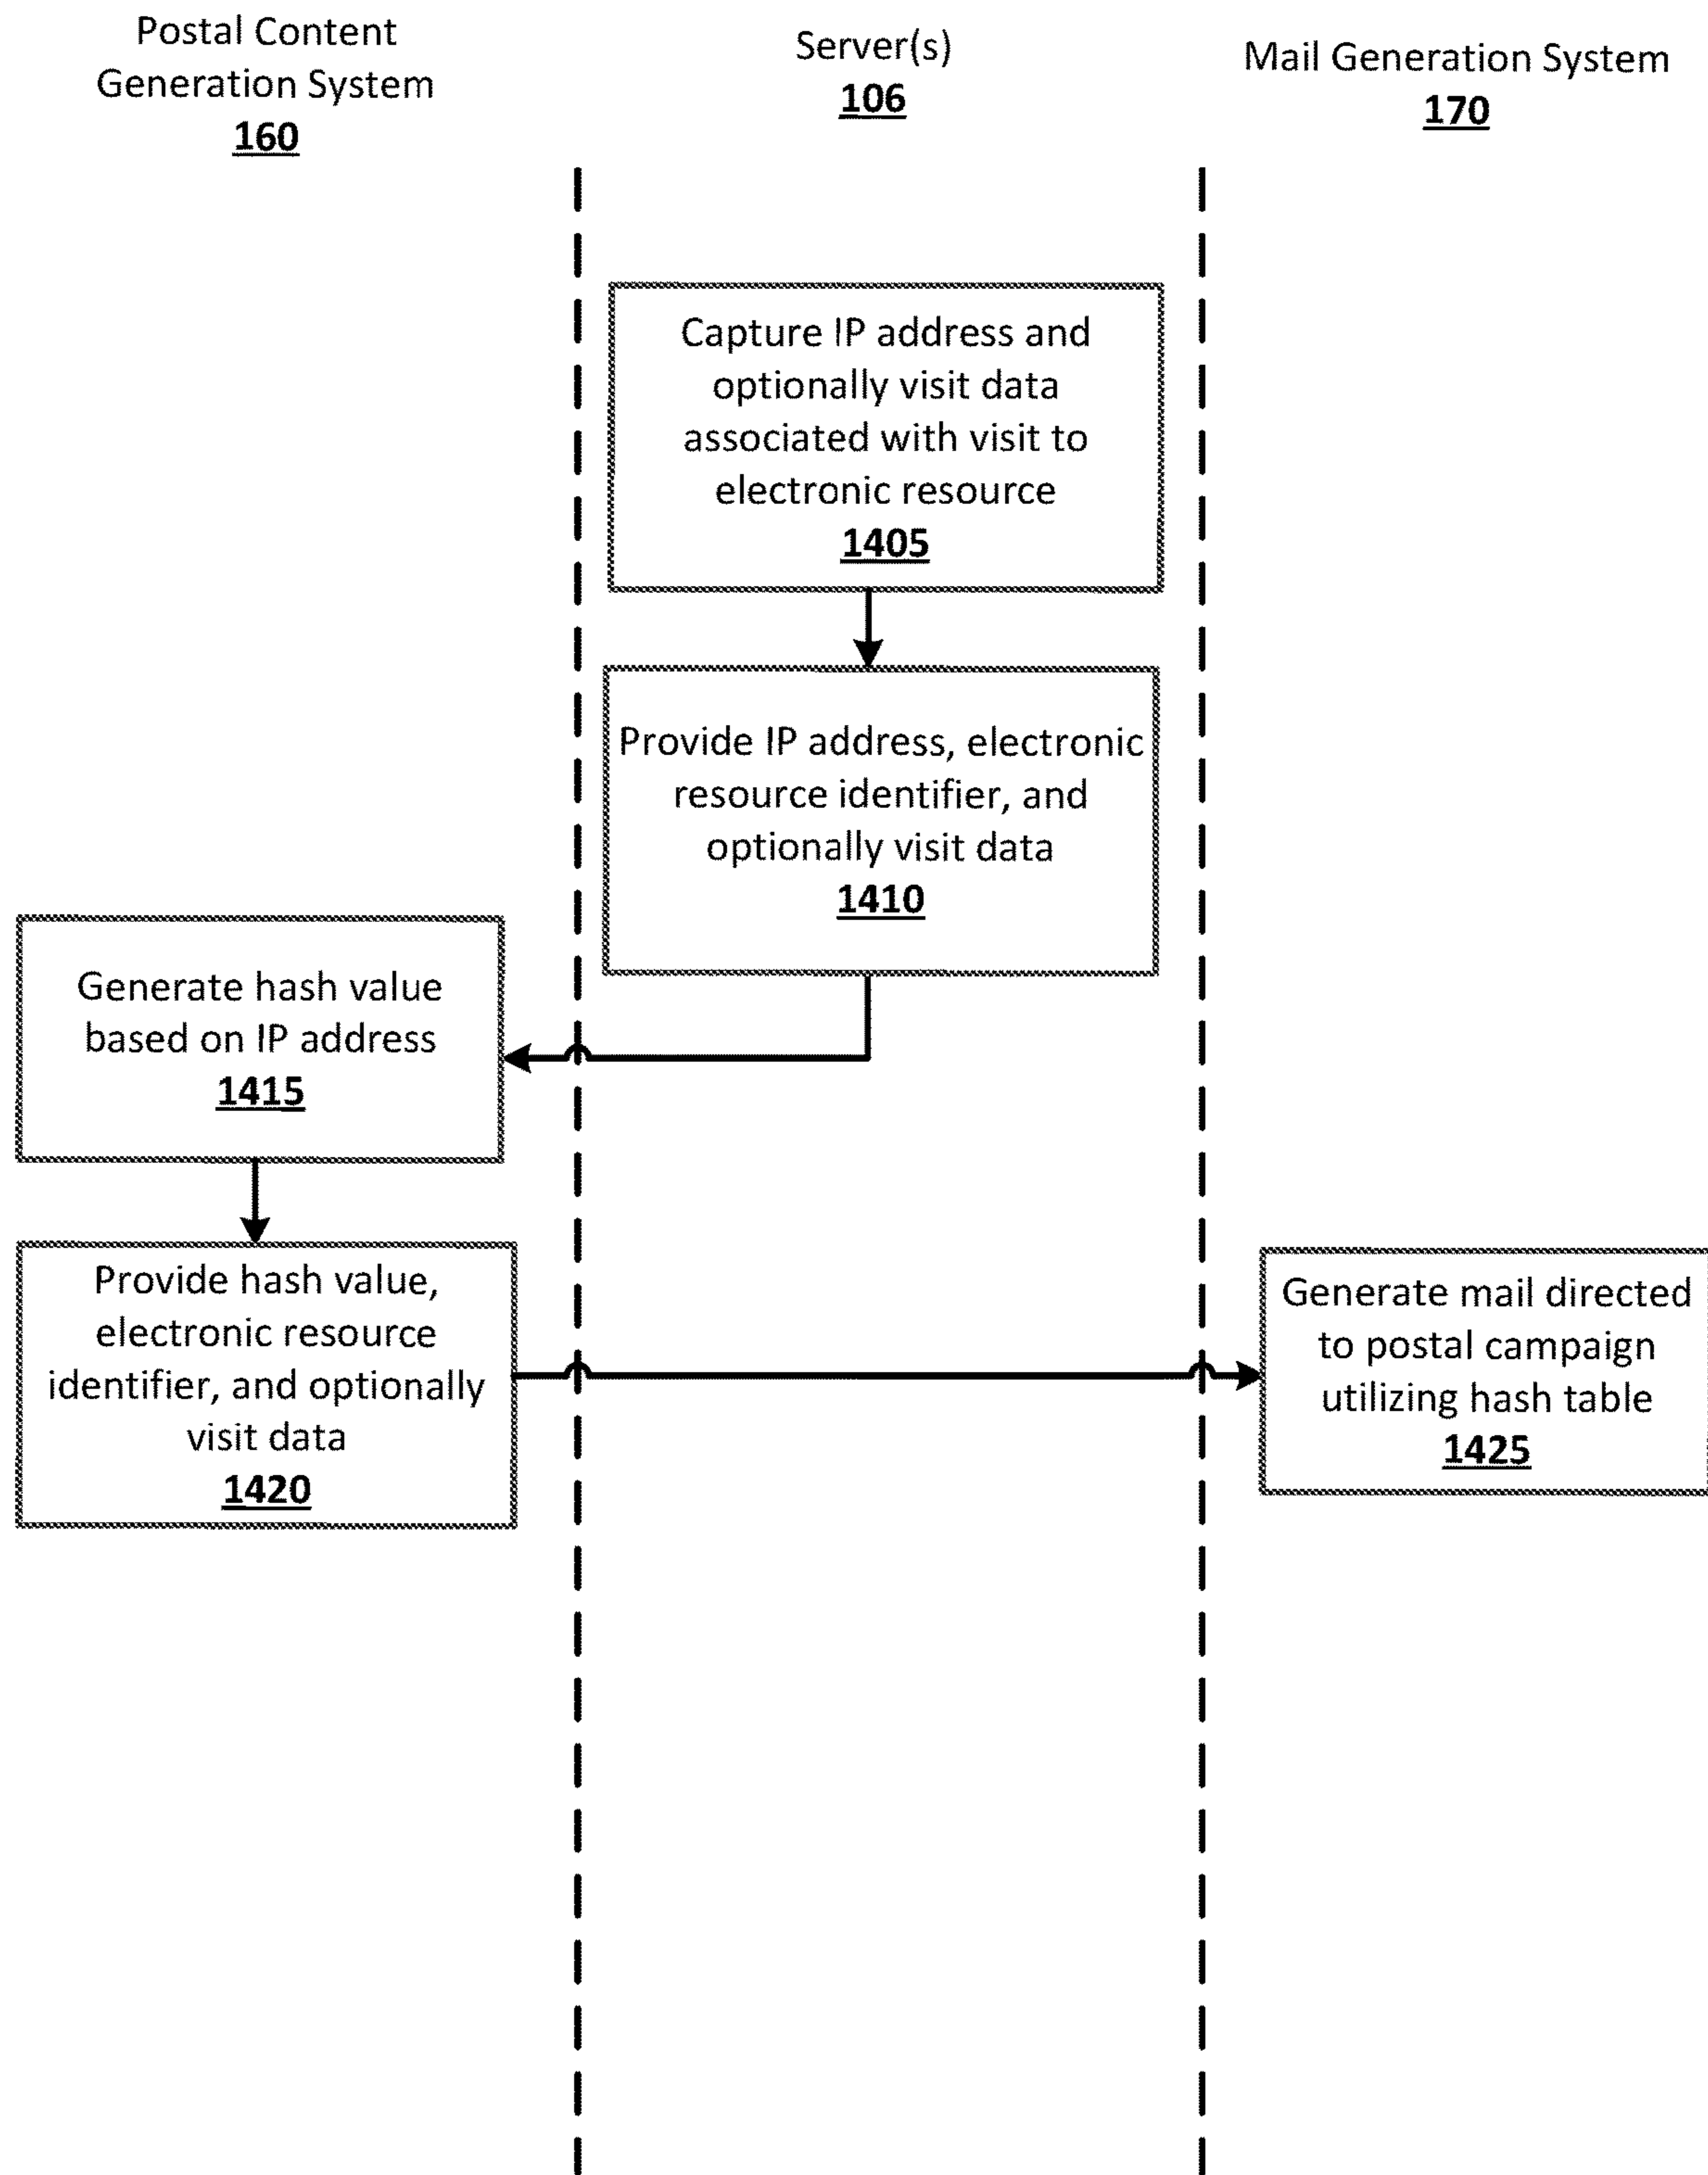 Postal Content
Generation System
160
Server(s)
106
Mail Generation System
170
Capture IP address and
optionally visit data
associated with visit to
electronic resource
1405
Provide IP address, electronic
resource identifier, and
optionally visit data
1410
Generate hash value
based on IP address
1415
Provide hash value,
electronic resource
identifier, and optionally
visit data
1420
Generate mail directed
to postal campaign
utilizing hash table
1425